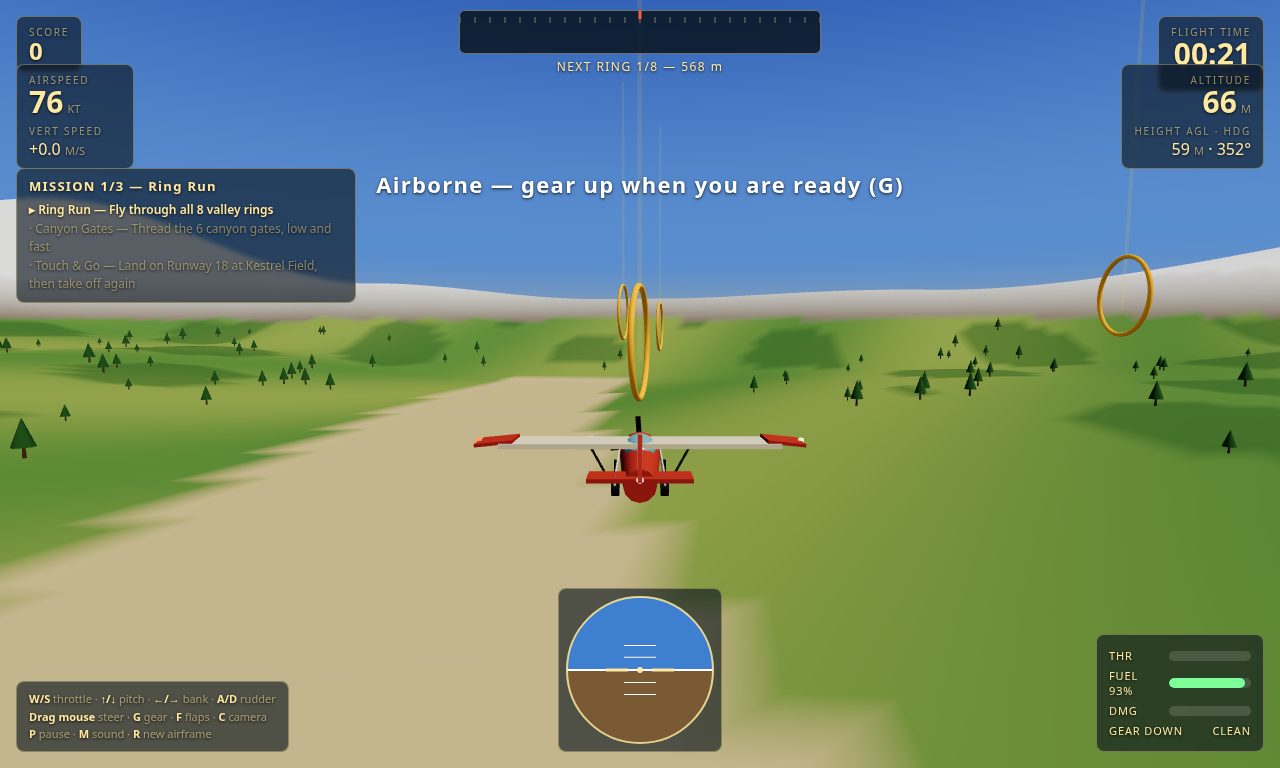 SCORE
0
AIRSPEED
76 KT
VERT SPEED
+0.0 M/S
MISSION 1/3 — Ring Run
▸ Ring Run — Fly through all 8 valley rings
· Canyon Gates — Thread the 6 canyon gates, low and
fast
· Touch & Go — Land on Runway 18 at Kestrel Field,
then take off again
NEXT RING 1/8 — 568 m
Airborne — gear up when you are ready (G)
FLIGHT TIME
00:21
ALTITUDE
66 M
HEIGHT AGL · HDG
59 M · 352°
W/S throttle · ↑/↓ pitch · ←/→ bank · A/D rudder
Drag mouse steer · G gear · F flaps · C camera
P pause · M sound · R new airframe
THR
FUEL
93%
DMG
GEAR DOWN CLEAN